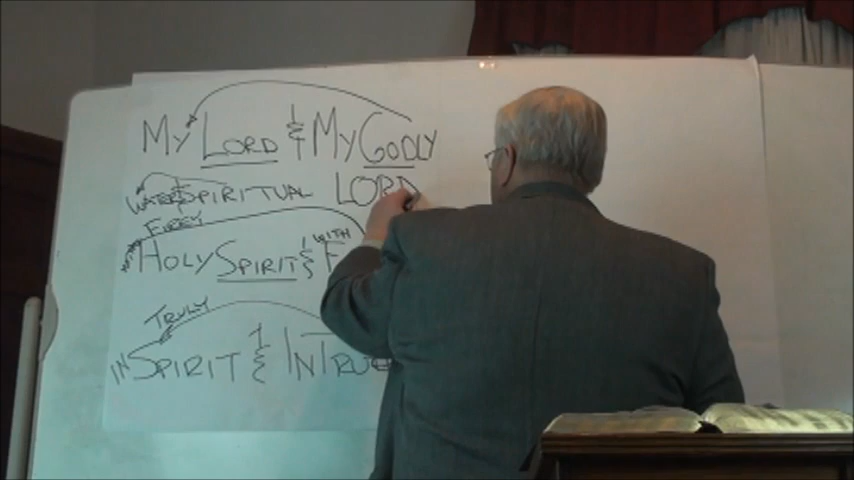 My LORD & My GODLY
WATER SPIRITUAL LORD
FIERY
HOLY SPIRIT & WITH F
TRULY
IN SPIRIT & IN TRU